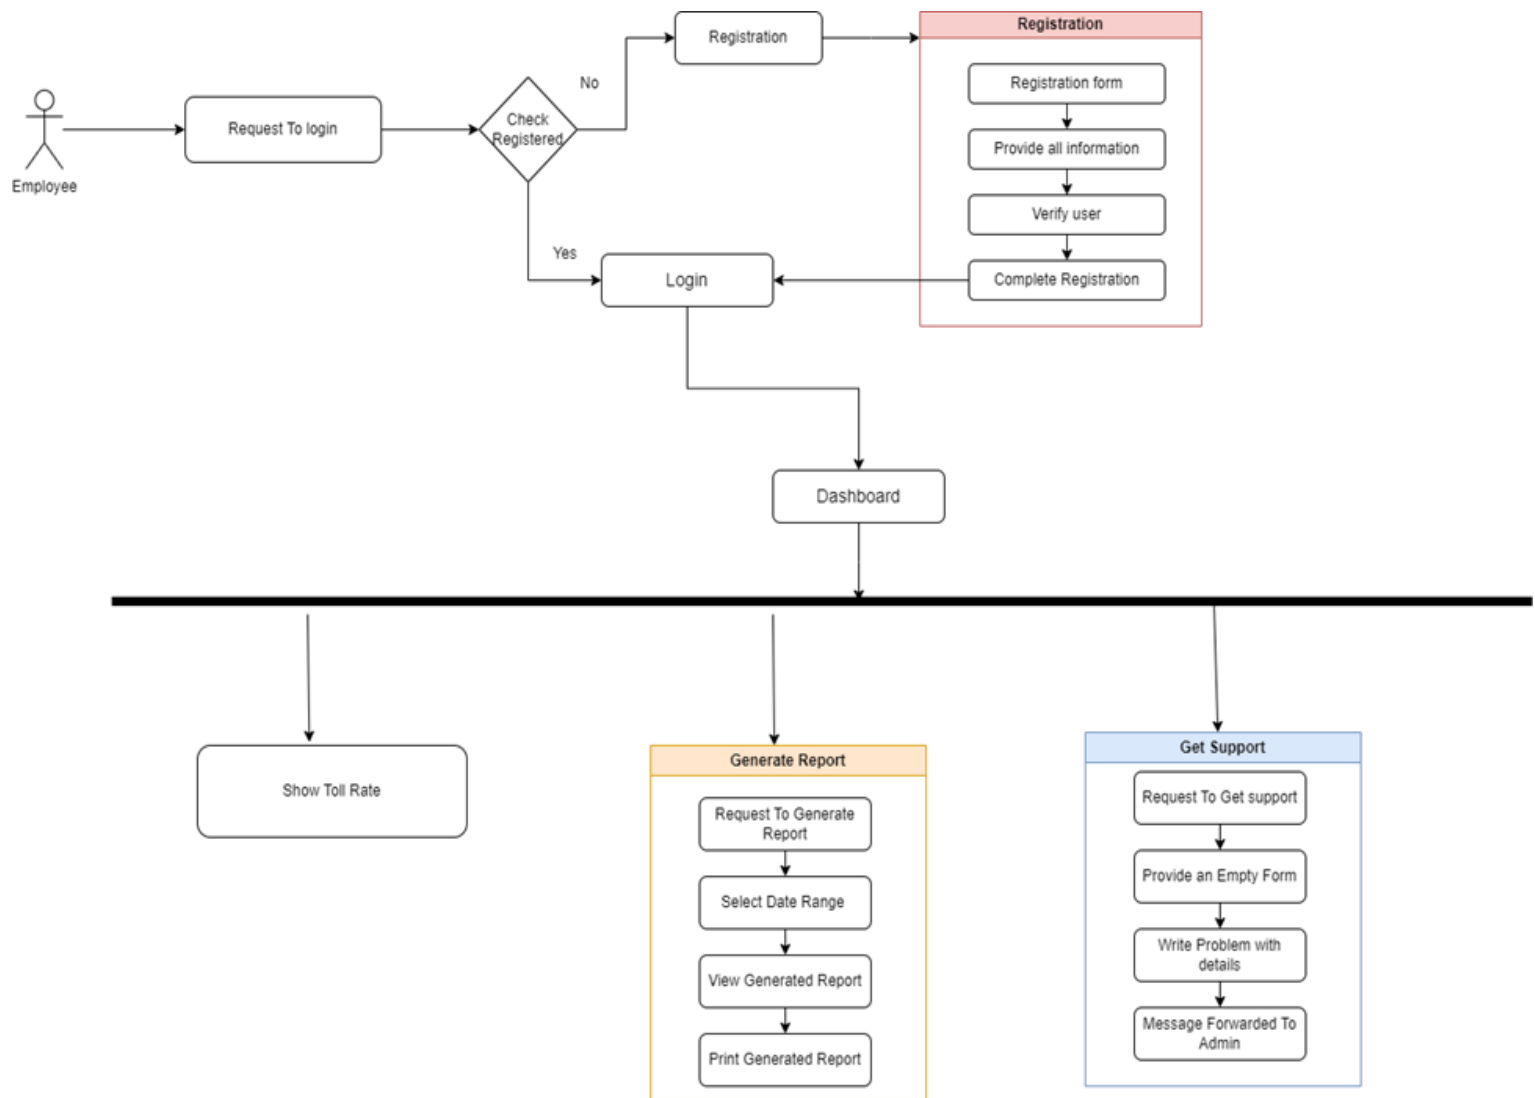 Registration
Registration
No
Registration form
Employee
Request To login
Check
Registered
Provide all information
Verify user
Yes
Login
Complete Registration
Dashboard
Show Toll Rate
Generate Report
Request To Generate
Report
Select Date Range
View Generated Report
Print Generated Report
Get Support
Request To Get support
Provide an Empty Form
Write Problem with
details
Message Forwarded To
Admin